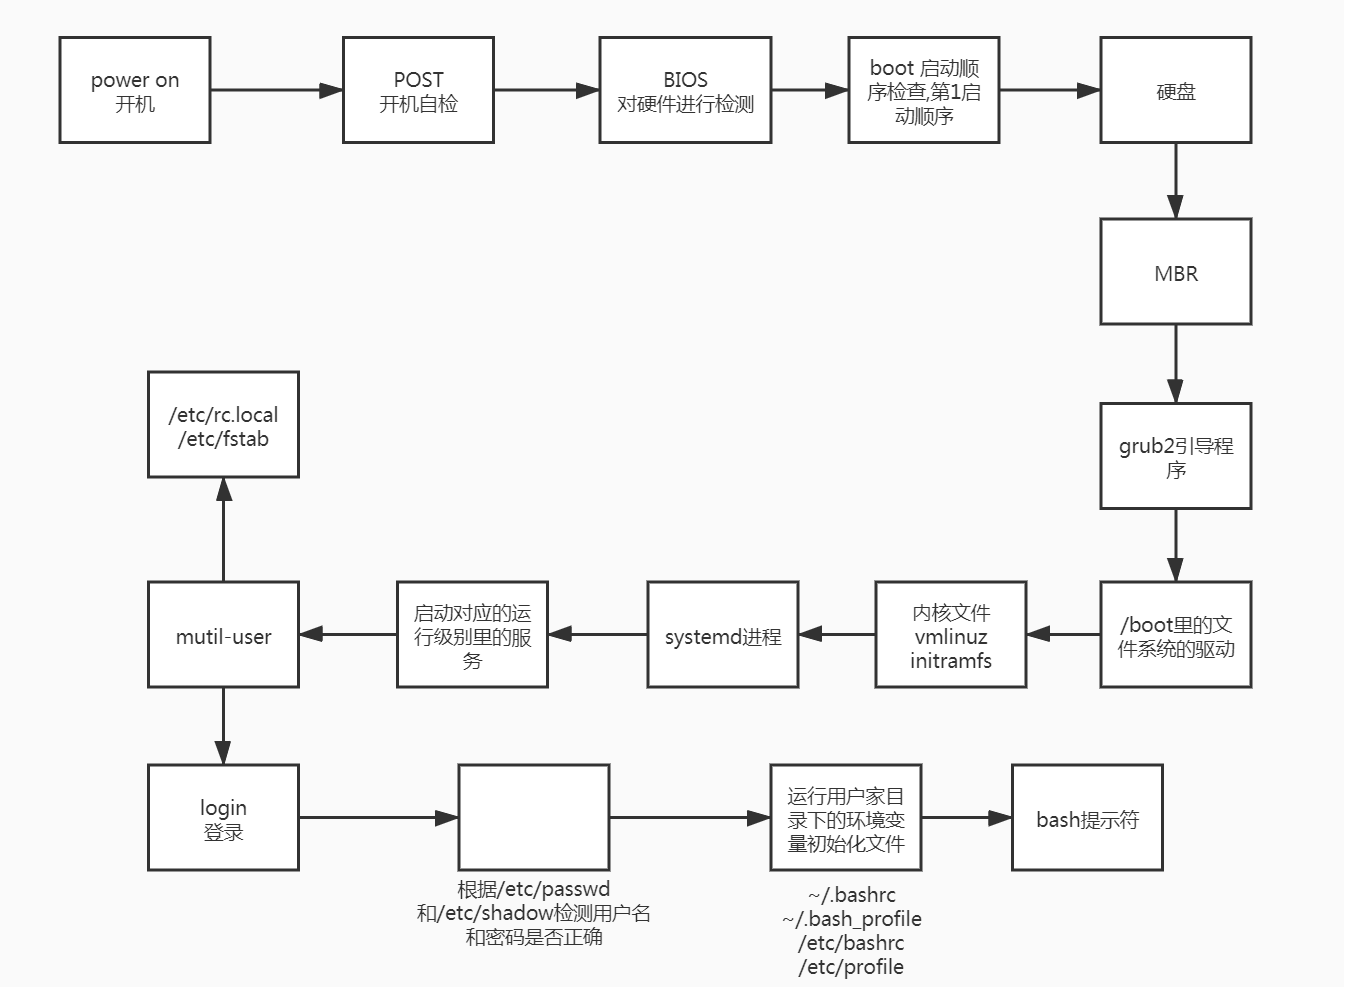 power on
开机
POST
开机自检
BIOS
对硬件进行检测
boot 启动顺
序检查,第1启
动顺序
硬盘
MBR
grub2引导程
序
/boot里的文
件系统的驱动
内核文件
vmlinuz
initramfs
systemd进程
启动对应的运
行级别里的服
务
mutil-user
/etc/rc.local
/etc/fstab
login
登录
根据/etc/passwd
和/etc/shadow检测用户名
和密码是否正确
运行用户家目
录下的环境变
量初始化文件
~/.bashrc
~/.bash_profile
/etc/bashrc
/etc/profile
bash提示符